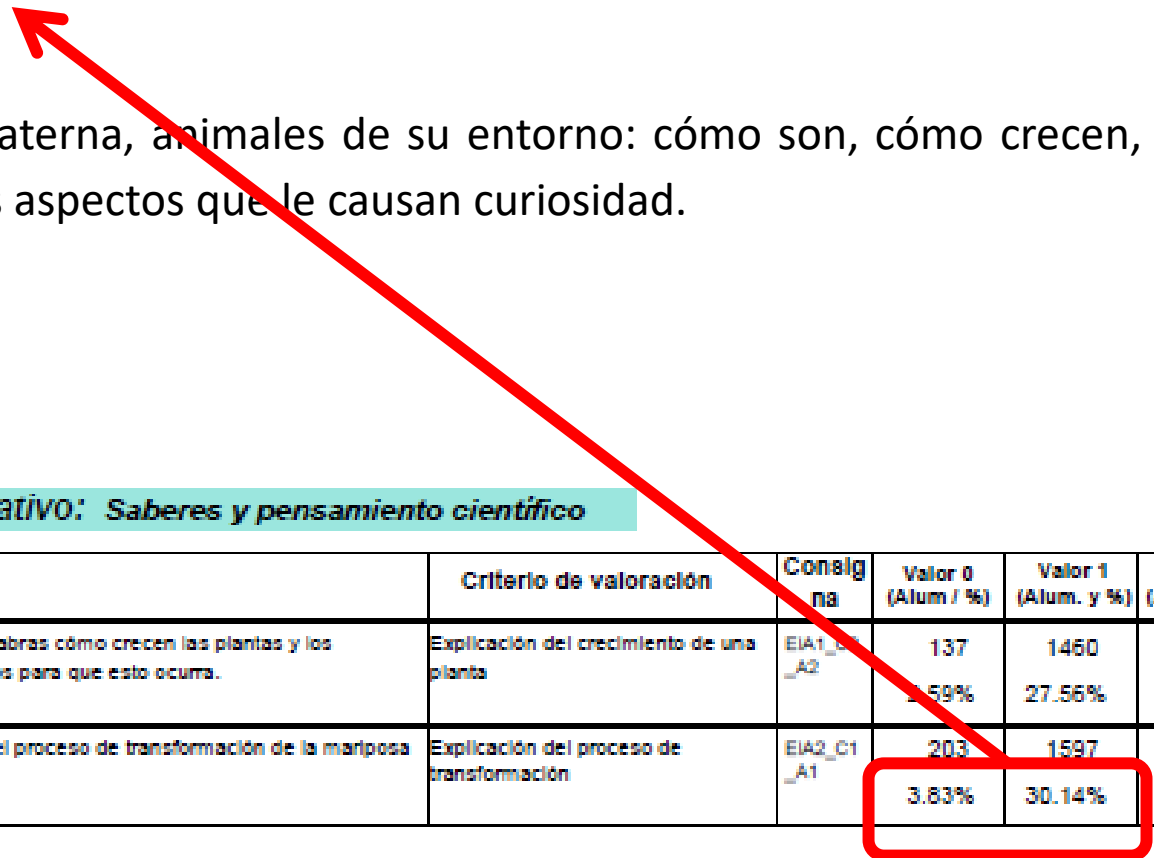 aterna, animales de su entorno: cómo son, cómo crecen,
s aspectos que le causan curiosidad.
ativo: Saberes y pensamiento científico
Criterio de valoración
Consig
na
Valor 0
(Alum / %)
Valor 1
(Alum. y %)
abras cómo crecen las plantas y los
os para que esto ocurra.
Explicación del crecimiento de una
planta
_A2
137
.59%
1460
27.56%
el proceso de transformación de la mariposa
Explicación del proceso de
transformación
EIA2_C1
_A1
203
3.83%
1597
30.14%